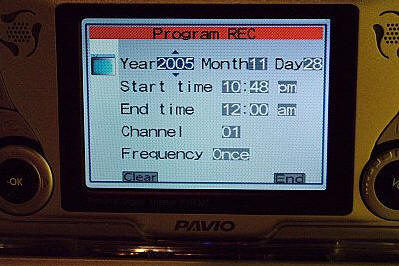 Program REC
Year 2005 Month 11 Day 28
Start time 10:48 pm
End time 12:00 am
Channel 01
Frequency Once
Clear End
PAVIO
OK